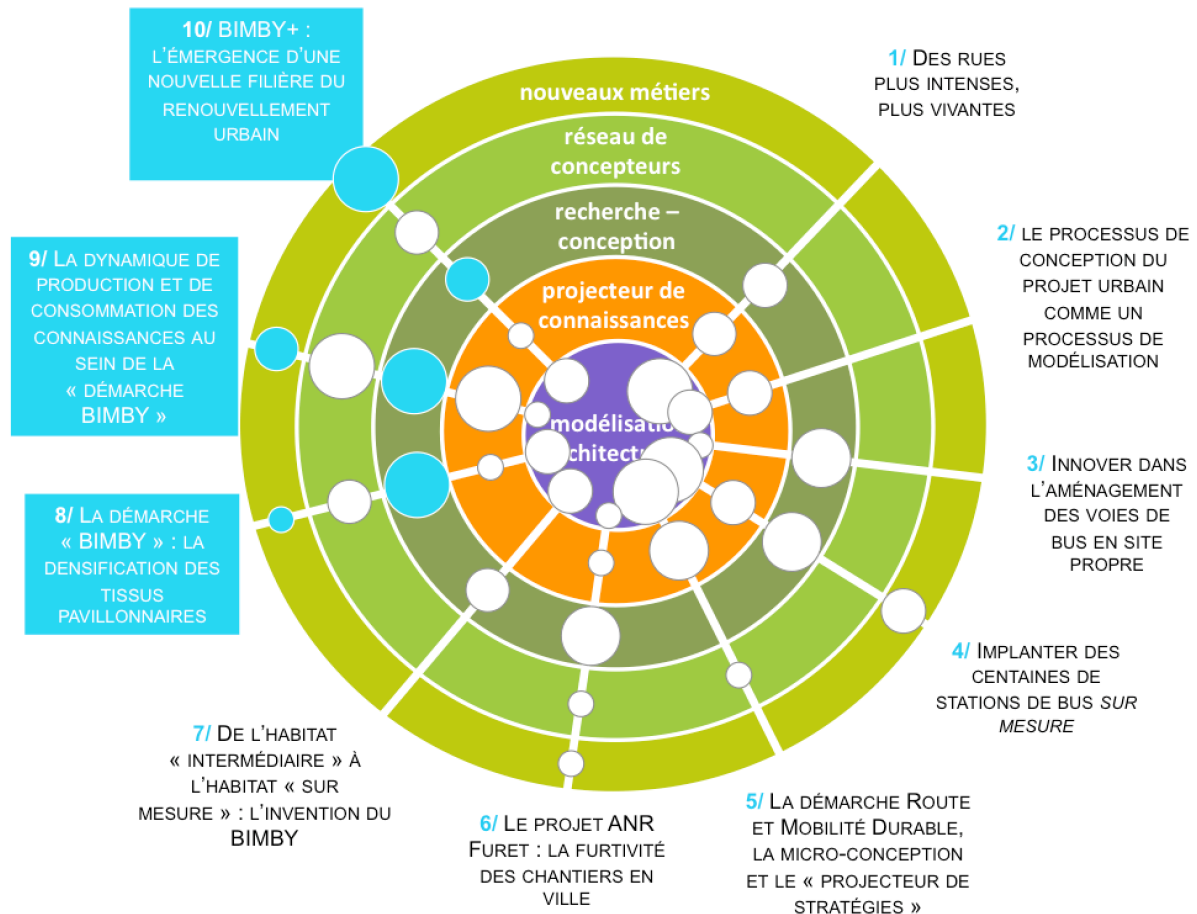 10/ BIMBY+ :
L'ÉMERGENCE D'UNE
NOUVELLE FILIÈRE DU
RENOUVELLEMENT
URBAIN
1/ DES RUES
PLUS INTENSES,
PLUS VIVANTES
nouveaux métiers
réseau de
concepteurs
recherche –
conception
projecteur de
connaissances
2/ LE PROCESSUS DE
CONCEPTION DU
PROJET URBAIN
COMME UN
PROCESSUS DE
MODÉLISATION
9/ LA DYNAMIQUE DE
PRODUCTION ET DE
CONSOMMATION DES
CONNAISSANCES AU
SEIN DE LA
« DÉMARCHE
BIMBY »
3/ INNOVER DANS
L'AMÉNAGEMENT
DES VOIES DE
BUS EN SITE
PROPRE
8/ LA DÉMARCHE
« BIMBY » : LA
DENSIFICATION DES
TISSUS
PAVILLONNAIRES
4/ IMPLANTER DES
CENTAINES DE
STATIONS DE BUS SUR
MESURE
7/ DE L'HABITAT
« INTERMÉDIAIRE » À
L'HABITAT « SUR
MESURE » : L'INVENTION DU
BIMBY
6/ LE PROJET ANR
FURET : LA FURTIVITÉ
DES CHANTIERS EN
VILLE
5/ LA DÉMARCHE ROUTE
ET MOBILITÉ DURABLE,
LA MICRO-CONCEPTION
ET LE « PROJECTEUR DE
STRATÉGIES »